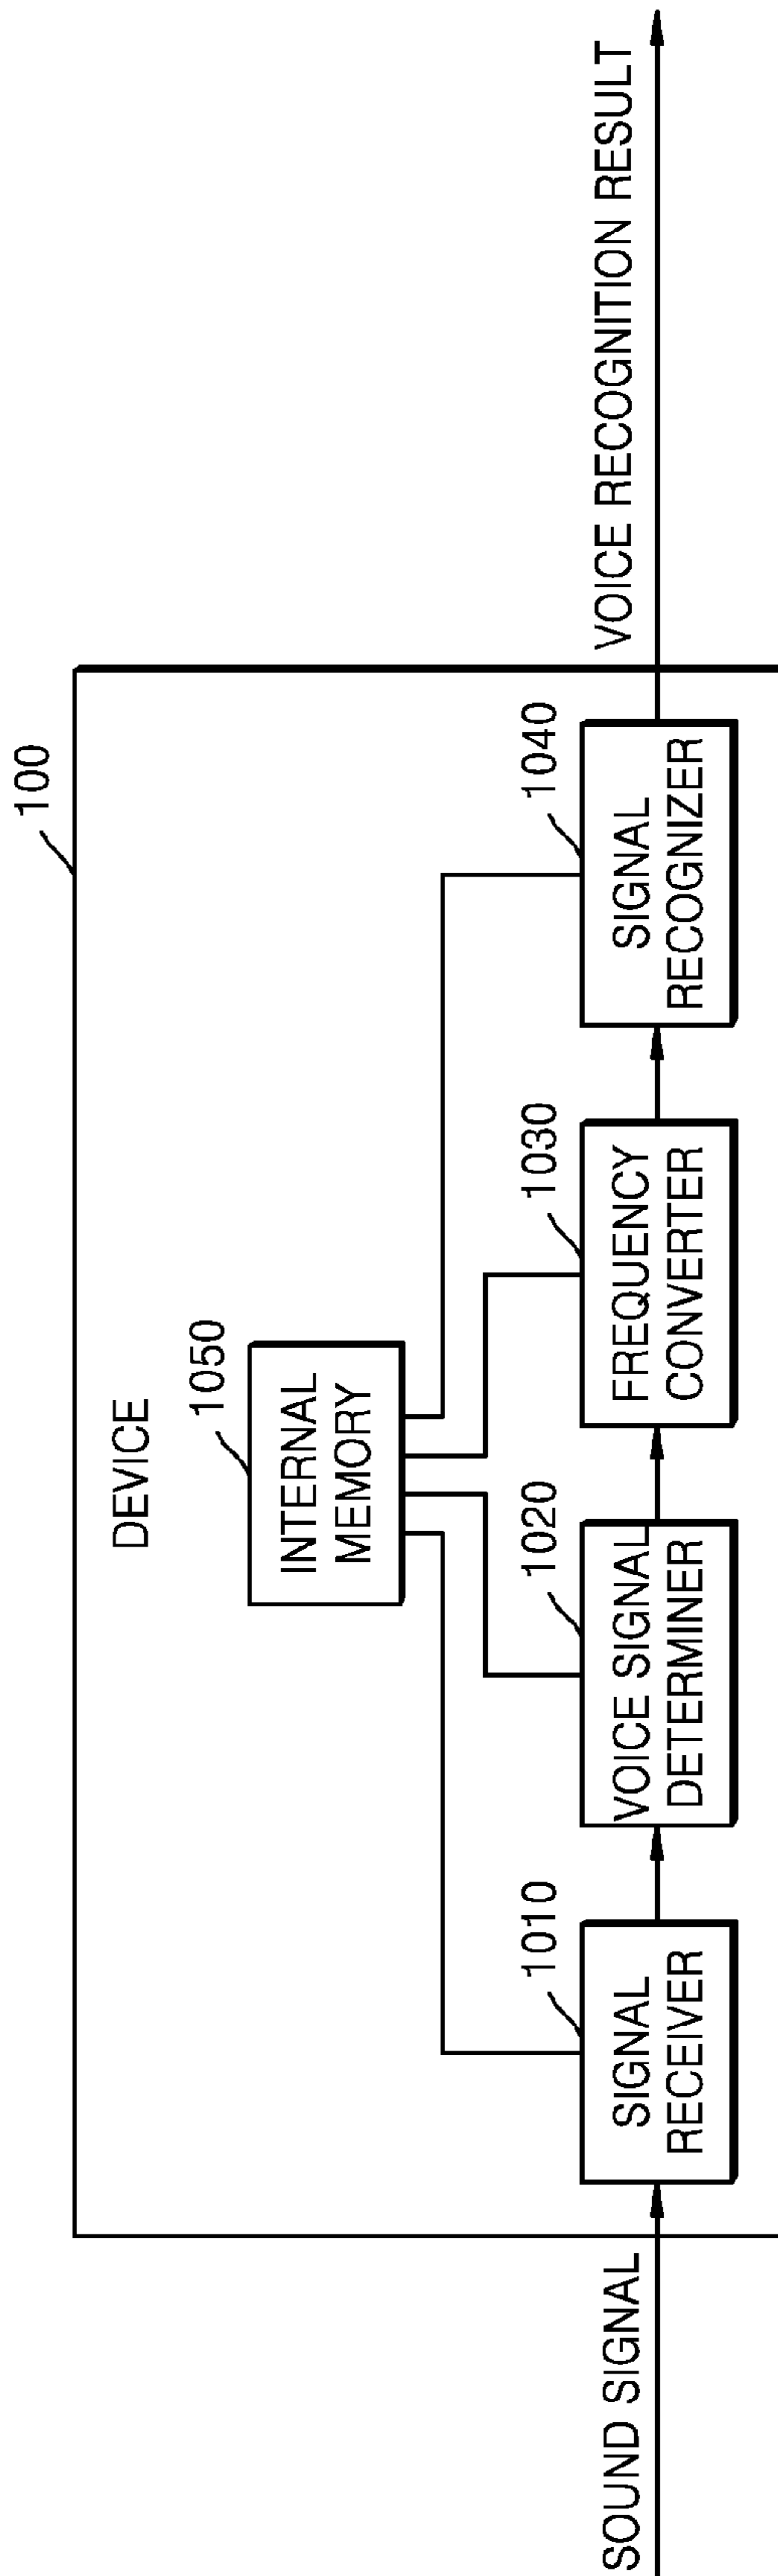 100
DEVICE
1050
INTERNAL
MEMORY
SOUND SIGNAL
1010
SIGNAL
RECEIVER
1020
VOICE SIGNAL
DETERMINER
1030
FREQUENCY
CONVERTER
1040
SIGNAL
RECOGNIZER
VOICE RECOGNITION RESULT